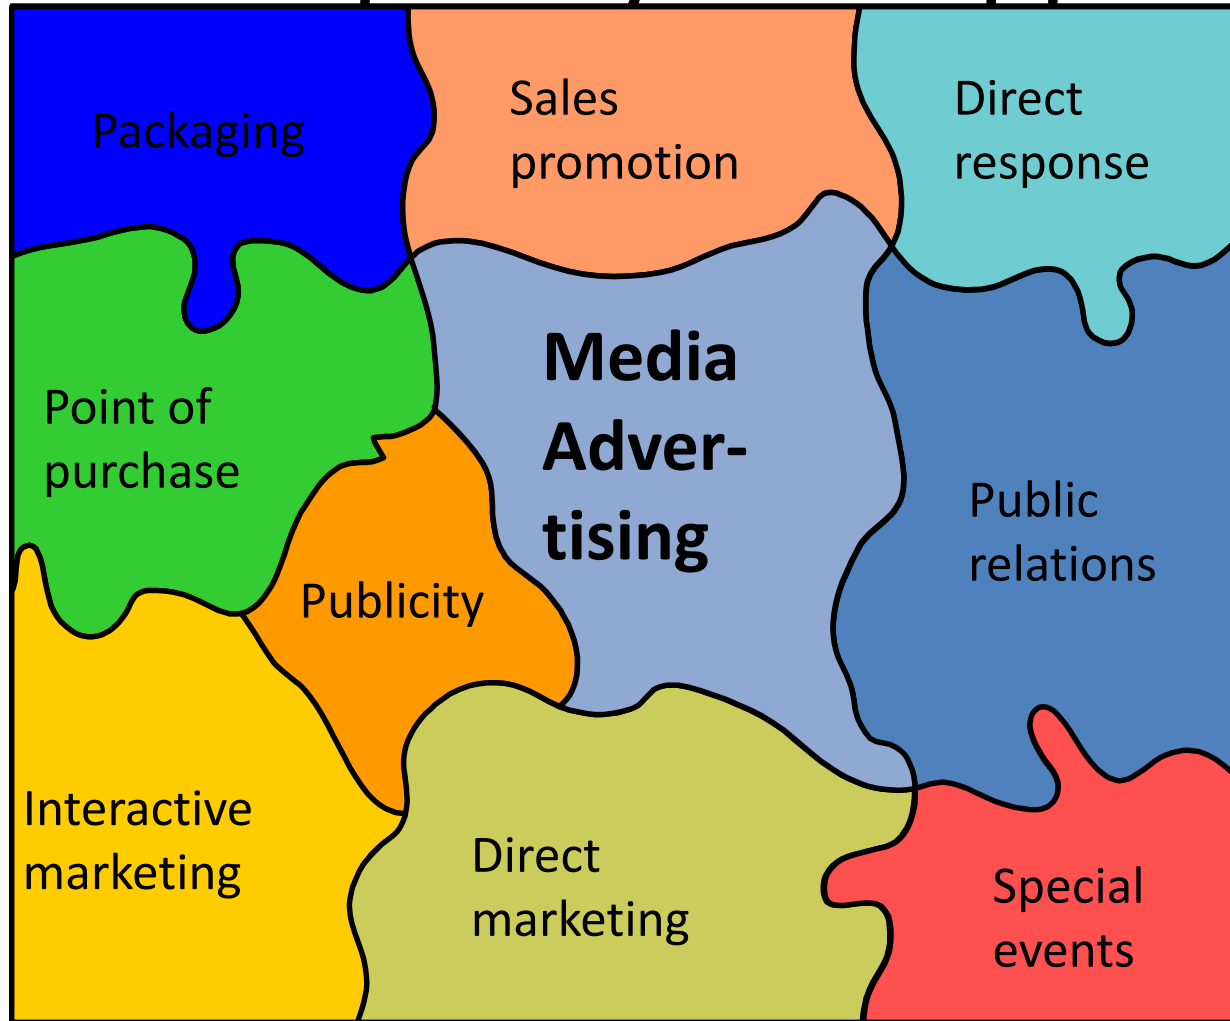 Packaging
Sales
promotion
Direct
response
Point of
purchase
Media
Adver-
tising
Public
relations
Publicity
Interactive
marketing
Direct
marketing
Special
events